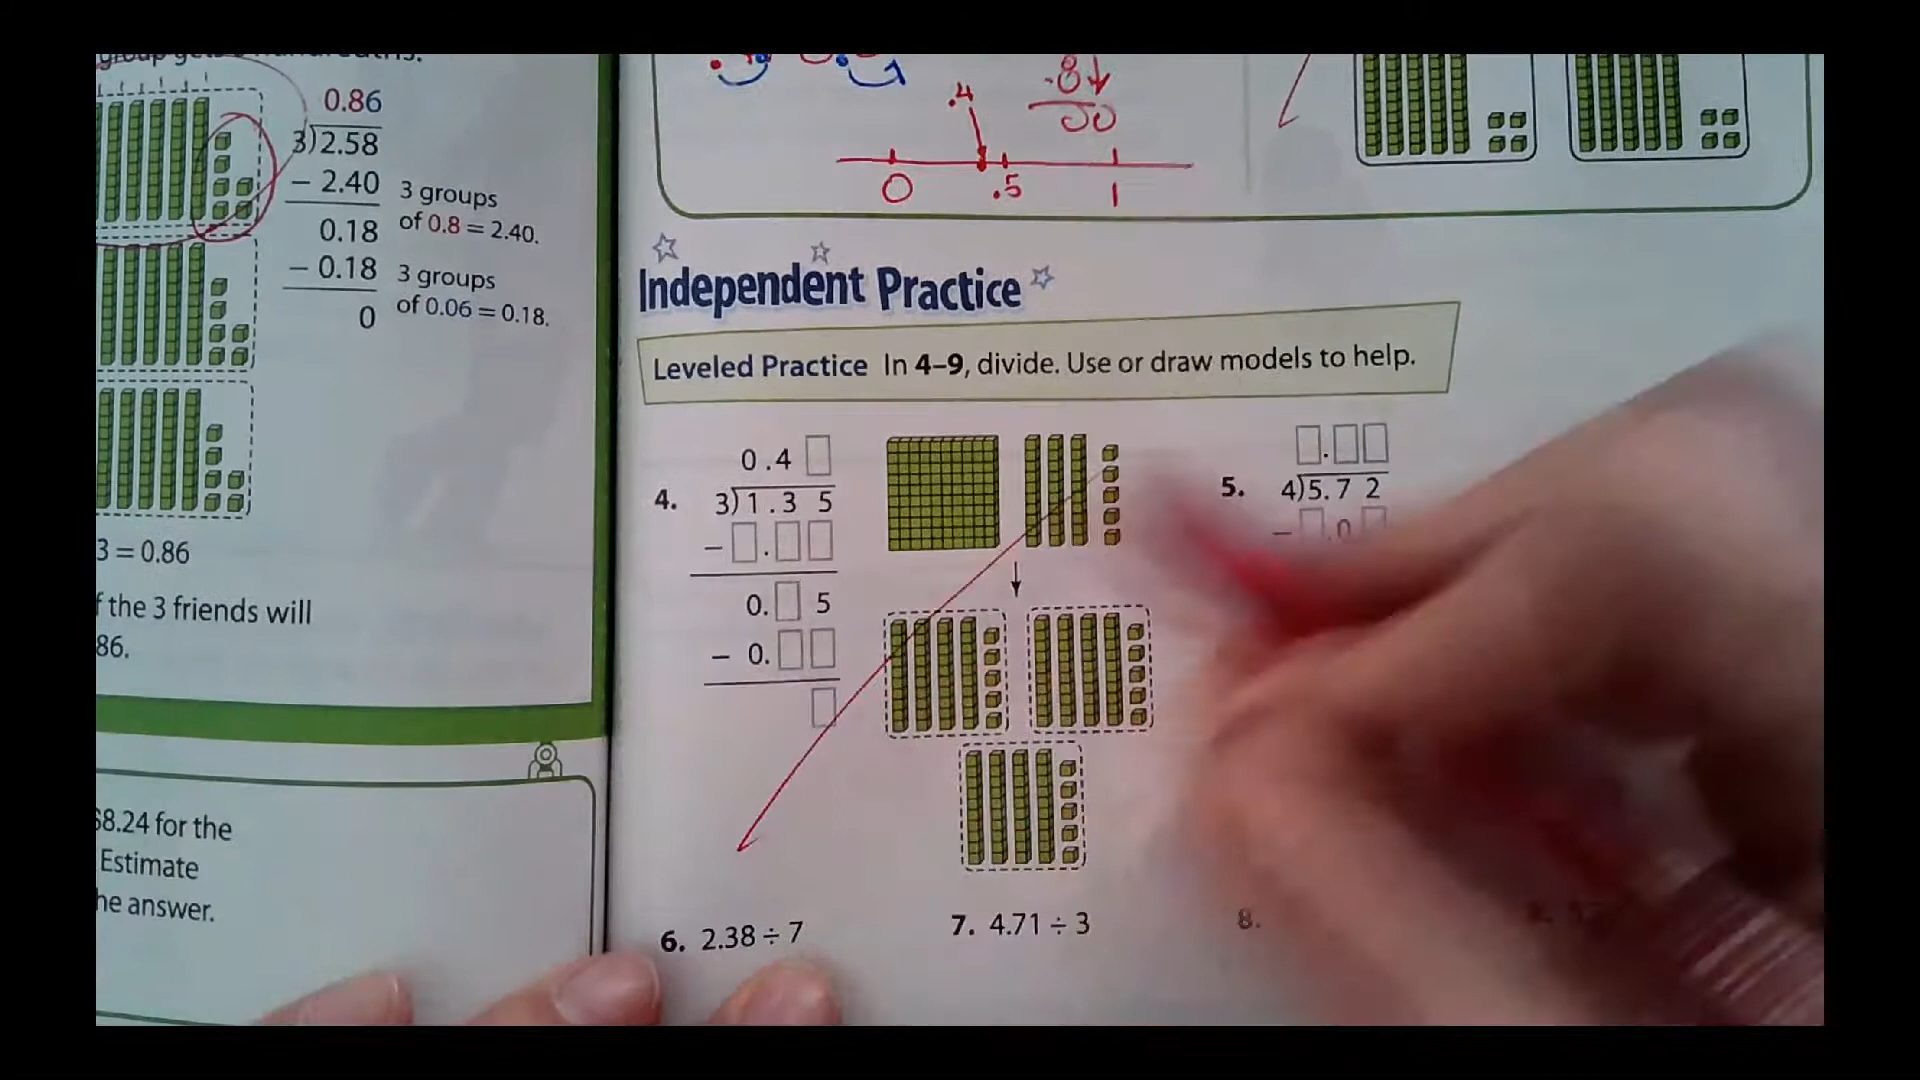 group gets
0.86
3)2.58
− 2.40 3 groups
of 0.8 = 2.40.
0.18
− 0.18 3 groups
of 0.06 = 0.18.
0
3 = 0.86
f the 3 friends will
86.
$8.24 for the
Estimate
he answer.
.4
-8↓
00
0 .5 1
Independent Practice
Leveled Practice In 4–9, divide. Use or draw models to help.
0.4□
4. 3)1.3 5
− □.□□
0.□ 5
− 0.□□
□
□.□□
5. 4)5.7 2
− □.0□
6. 2.38 ÷ 7
7. 4.71 ÷ 3
8.